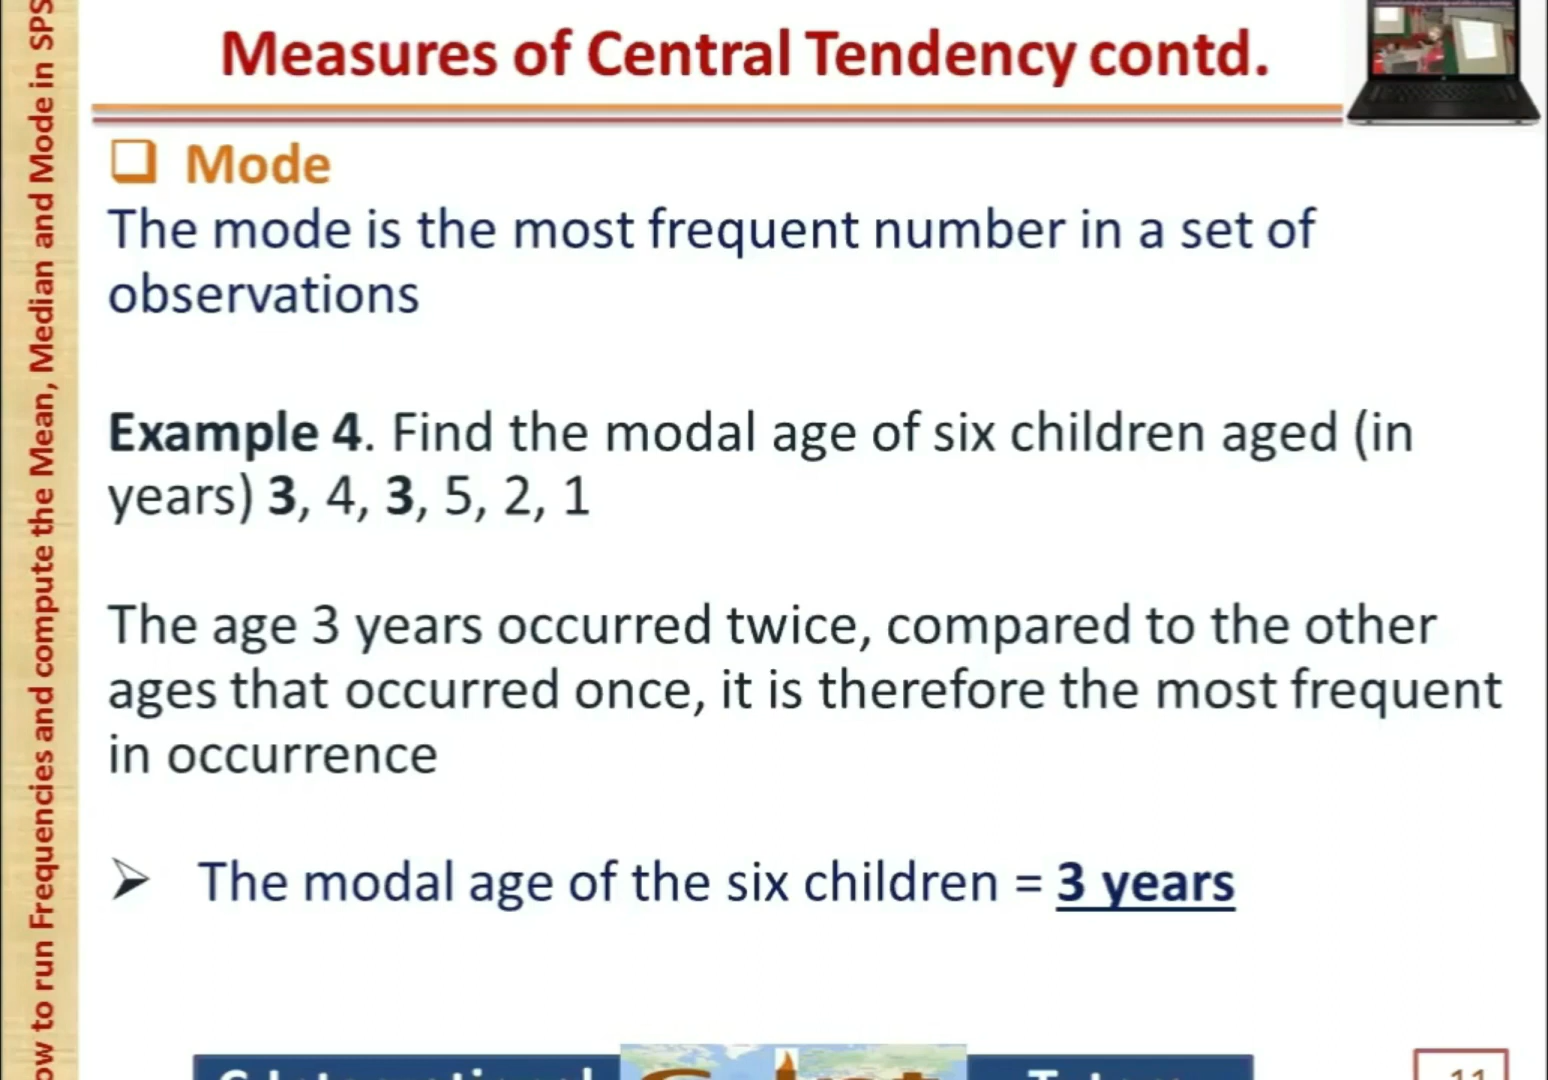 Measures of Central Tendency contd.
❑ Mode
The mode is the most frequent number in a set of
observations
Example 4. Find the modal age of six children aged (in
years) 3, 4, 3, 5, 2, 1
The age 3 years occurred twice, compared to the other
ages that occurred once, it is therefore the most frequent
in occurrence
➢ The modal age of the six children = 3 years
to run Frequencies and compute the Mean, Median and Mode in SPS
11